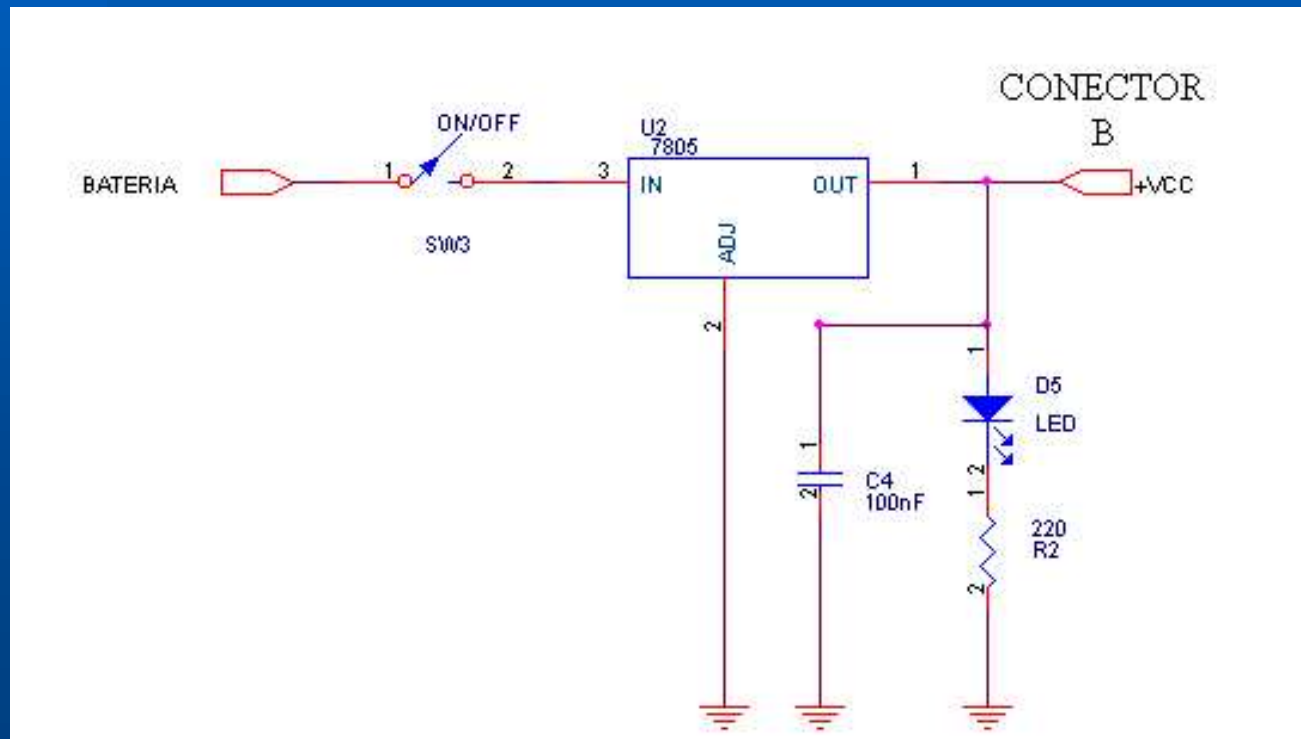 CONECTOR
B
ON/OFF
U2
7805
BATERIA
1
2
3
IN
OUT
1
+VCC
SW3
ADJ
2
1
D5
LED
1
2
C4
100nF
2
1
220
R2
2